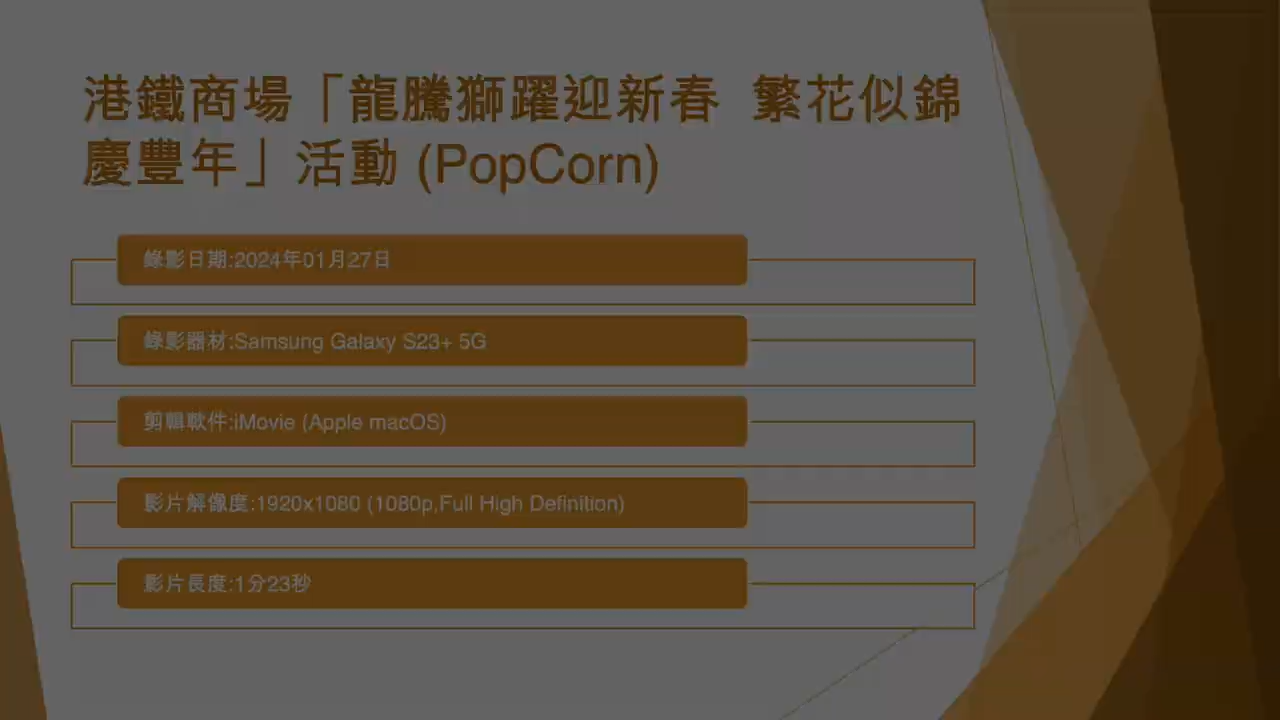 港鐵商場「龍騰獅躍迎新春 繁花似錦
慶豐年」活動 (PopCorn)
錄影日期:2024年01月27日
錄影器材:Samsung Galaxy S23+ 5G
剪輯軟件:iMovie (Apple macOS)
影片解像度:1920x1080 (1080p,Full High Definition)
影片長度:1分23秒